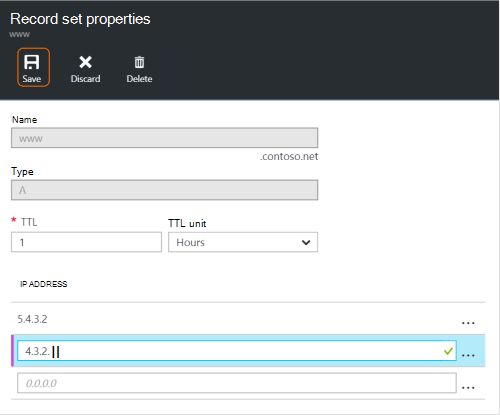 Record set properties
www
Save Discard Delete
Name
www
.contoso.net
Type
A
* TTL TTL unit
1 Hours
IP ADDRESS
5.4.3.2 ...
4.3.2.1 ...
0.0.0.0 ...